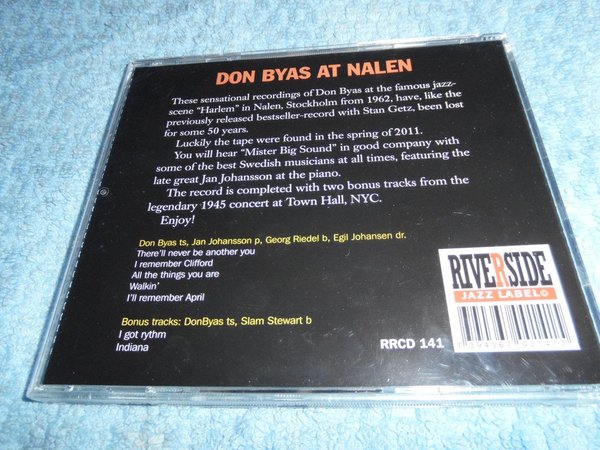 DON BYAS AT NALEN
These sensational recordings of Don Byas at the famous jazz-
scene "Harlem" in Nalen, Stockholm from 1962, have, like the
previously released bestseller-record with Stan Getz, been lost
for some 50 years.
Luckily the tape were found in the spring of 2011.
You will hear "Mister Big Sound" in good company with
some of the best Swedish musicians at all times, featuring the
late great Jan Johansson at the piano.
The record is completed with two bonus tracks from the
legendary 1945 concert at Town Hall, NYC.
Enjoy!
Don Byas ts, Jan Johansson p, Georg Riedel b, Egil Johansen dr.
There'll never be another you
I remember Clifford
All the things you are
Walkin'
I'll remember April
Bonus tracks: DonByas ts, Slam Stewart b
I got rythm
Indiana
RIVERSIDE
JAZZ LABEL©
RRCD 141